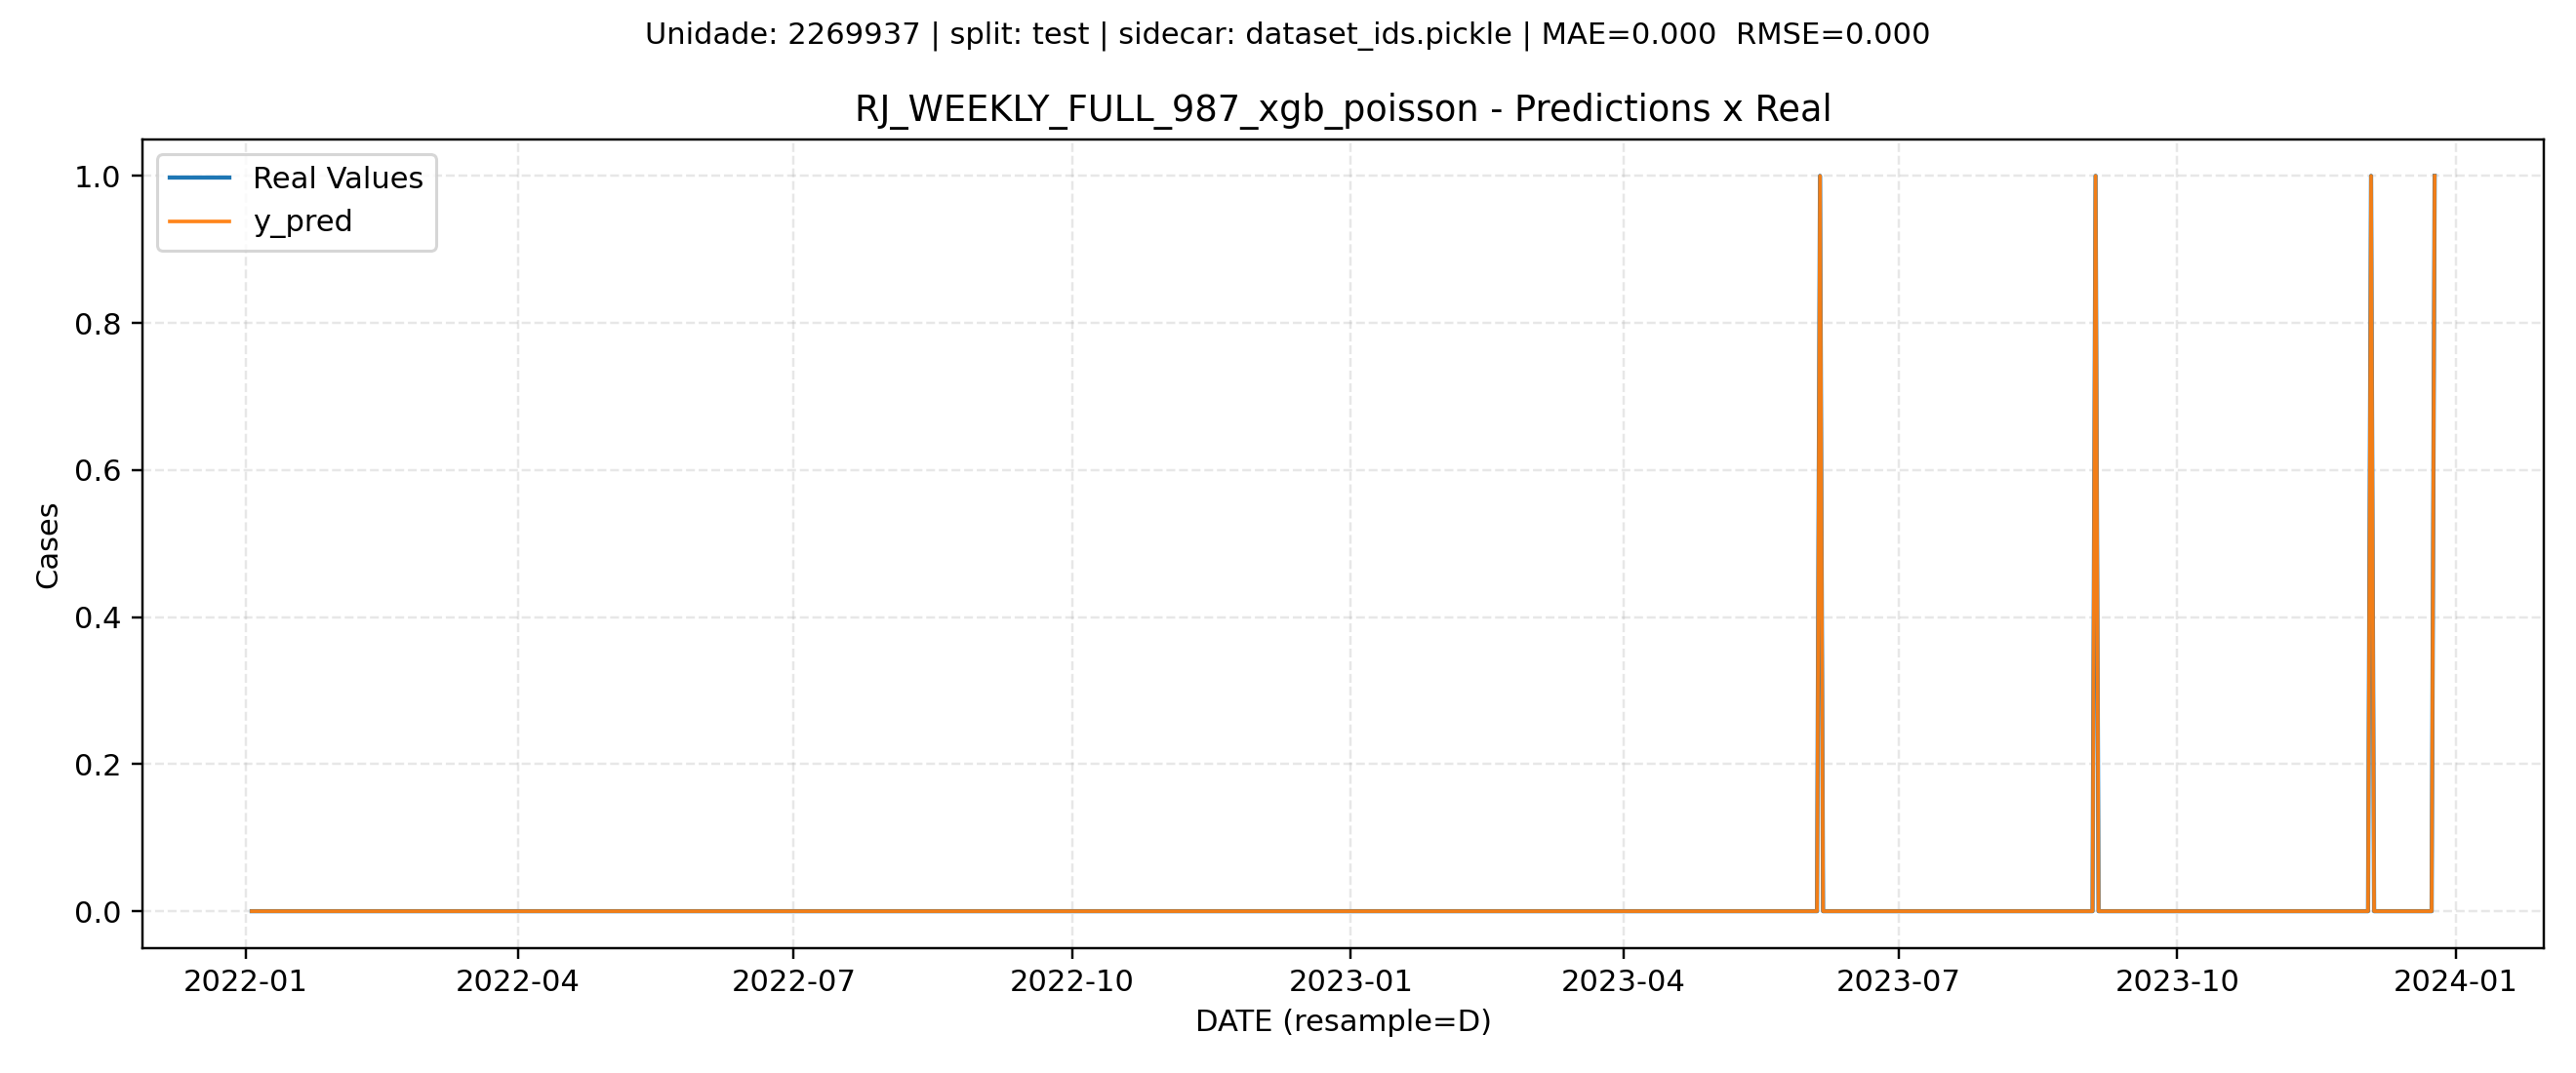 Unidade: 2269937 | split: test | sidecar: dataset_ids.pickle | MAE=0.000  RMSE=0.000
RJ_WEEKLY_FULL_987_xgb_poisson - Predictions x Real
Real Values
y_pred
1.0
0.8
0.6
0.4
0.2
0.0
Cases
2022-01
2022-04
2022-07
2022-10
2023-01
2023-04
2023-07
2023-10
2024-01
DATE (resample=D)